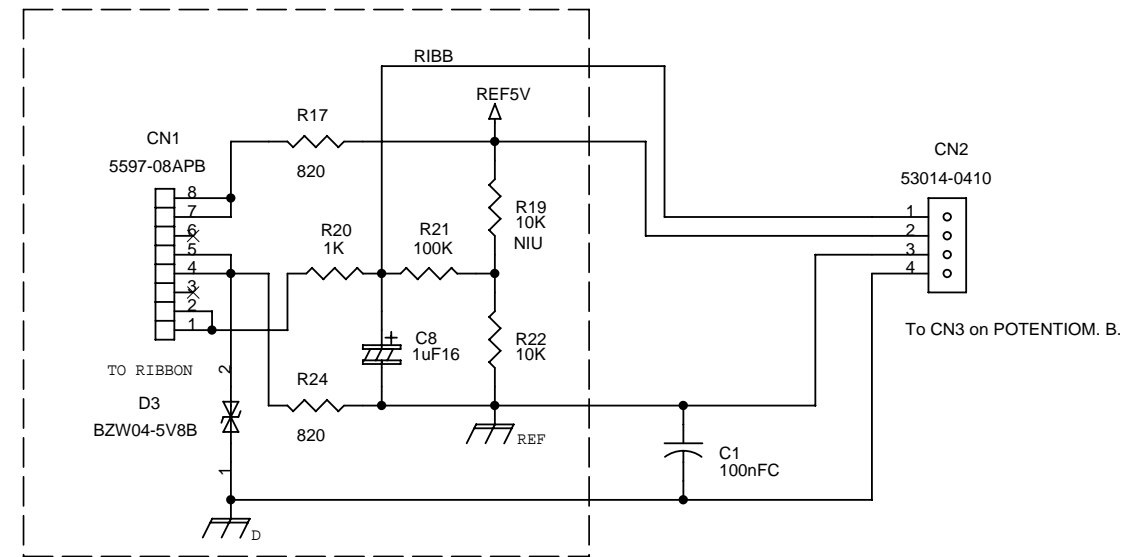 RIBB
REF5V
R17
820
CN1
5597-08APB
8
7
6
5
4
3
2
1
R20
1K
R21
100K
R19
10K
NIU
CN2
53014-0410
1
2
3
4
To CN3 on POTENTIOM. B.
C8
1uF16
+
R22
10K
TO RIBBON
2
D3
BZW04-5V8B
1
R24
820
REF
C1
100nFC
D